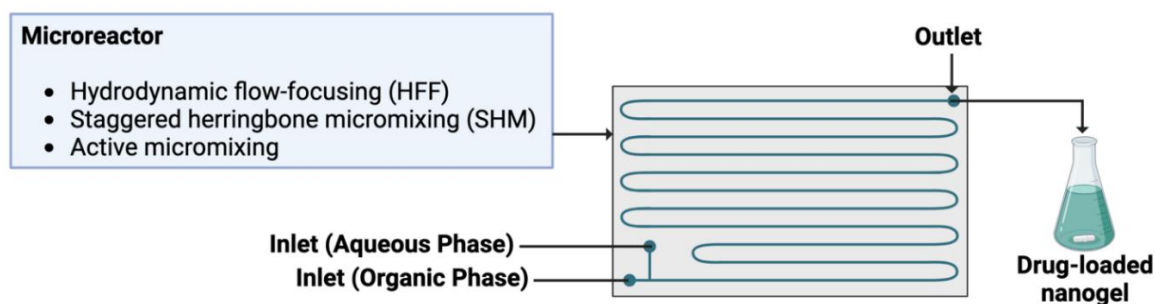 Microreactor
• Hydrodynamic flow-focusing (HFF)
• Staggered herringbone micromixing (SHM)
• Active micromixing
Outlet
Inlet (Aqueous Phase)
Inlet (Organic Phase)
Drug-loaded
nanogel